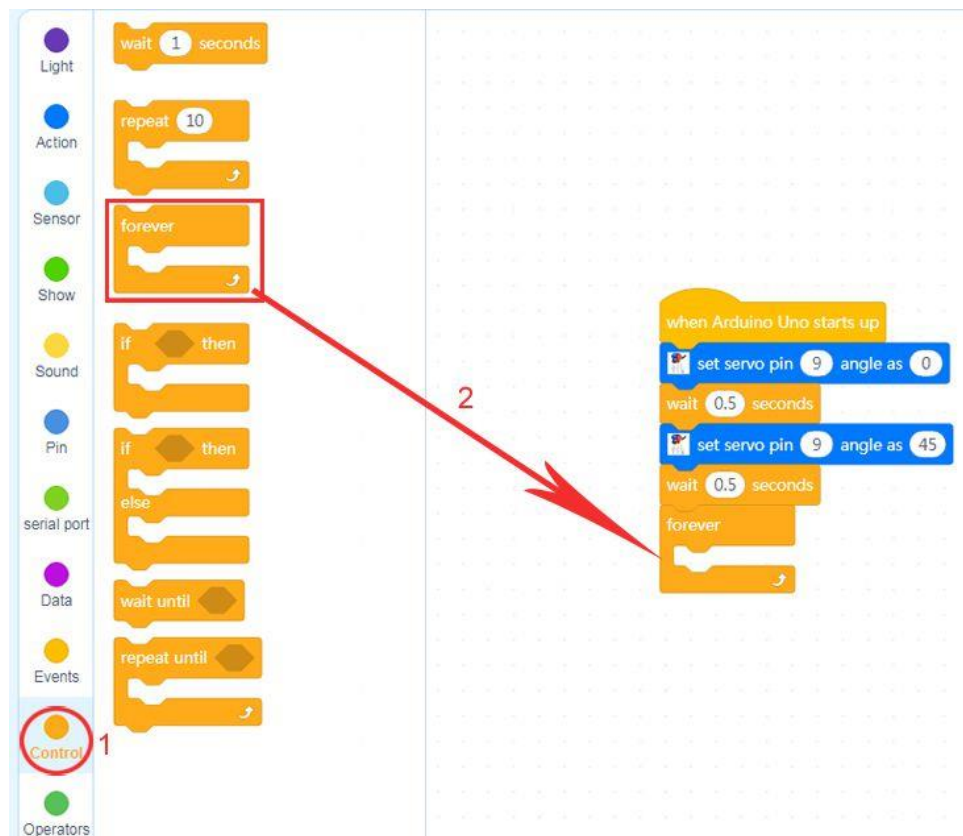 Light
Action
Sensor
Show
Sound
Pin
serial port
Data
Events
Control
1
Operators
wait 1 seconds
repeat 10
forever
if then
if then
else
wait until
repeat until
2
when Arduino Uno starts up
set servo pin 9 angle as 0
wait 0.5 seconds
set servo pin 9 angle as 45
wait 0.5 seconds
forever